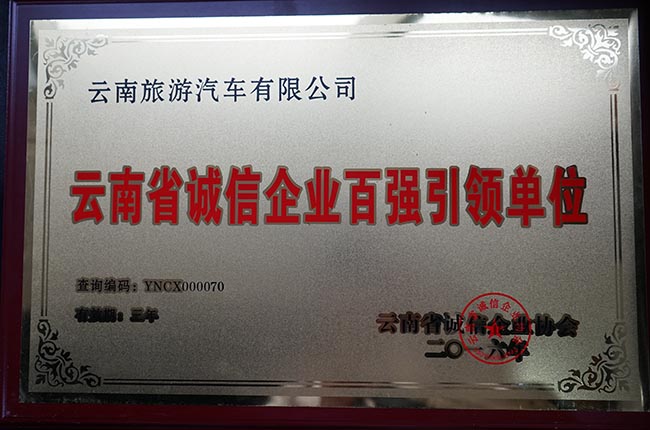 云南旅游汽车有限公司
云南省诚信企业百强引领单位
查询编码：YNCX000070
有效期：三年
云南省诚信企业协会
二〇一六年